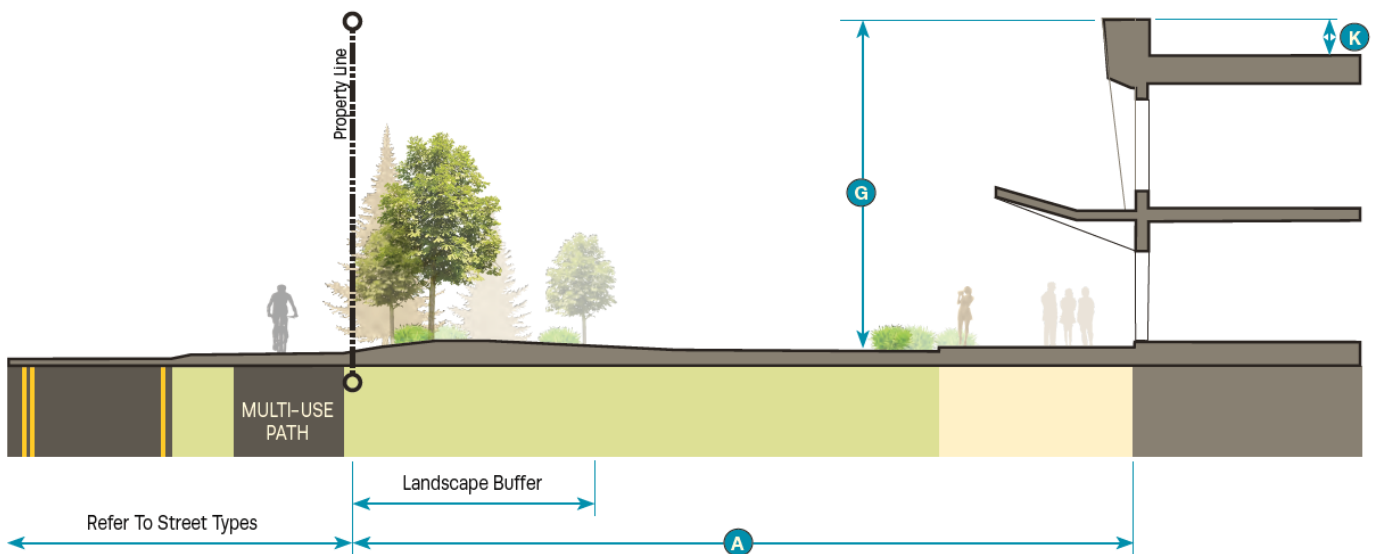 K
Property Line
G
MULTI-USE
PATH
Landscape Buffer
Refer To Street Types
A